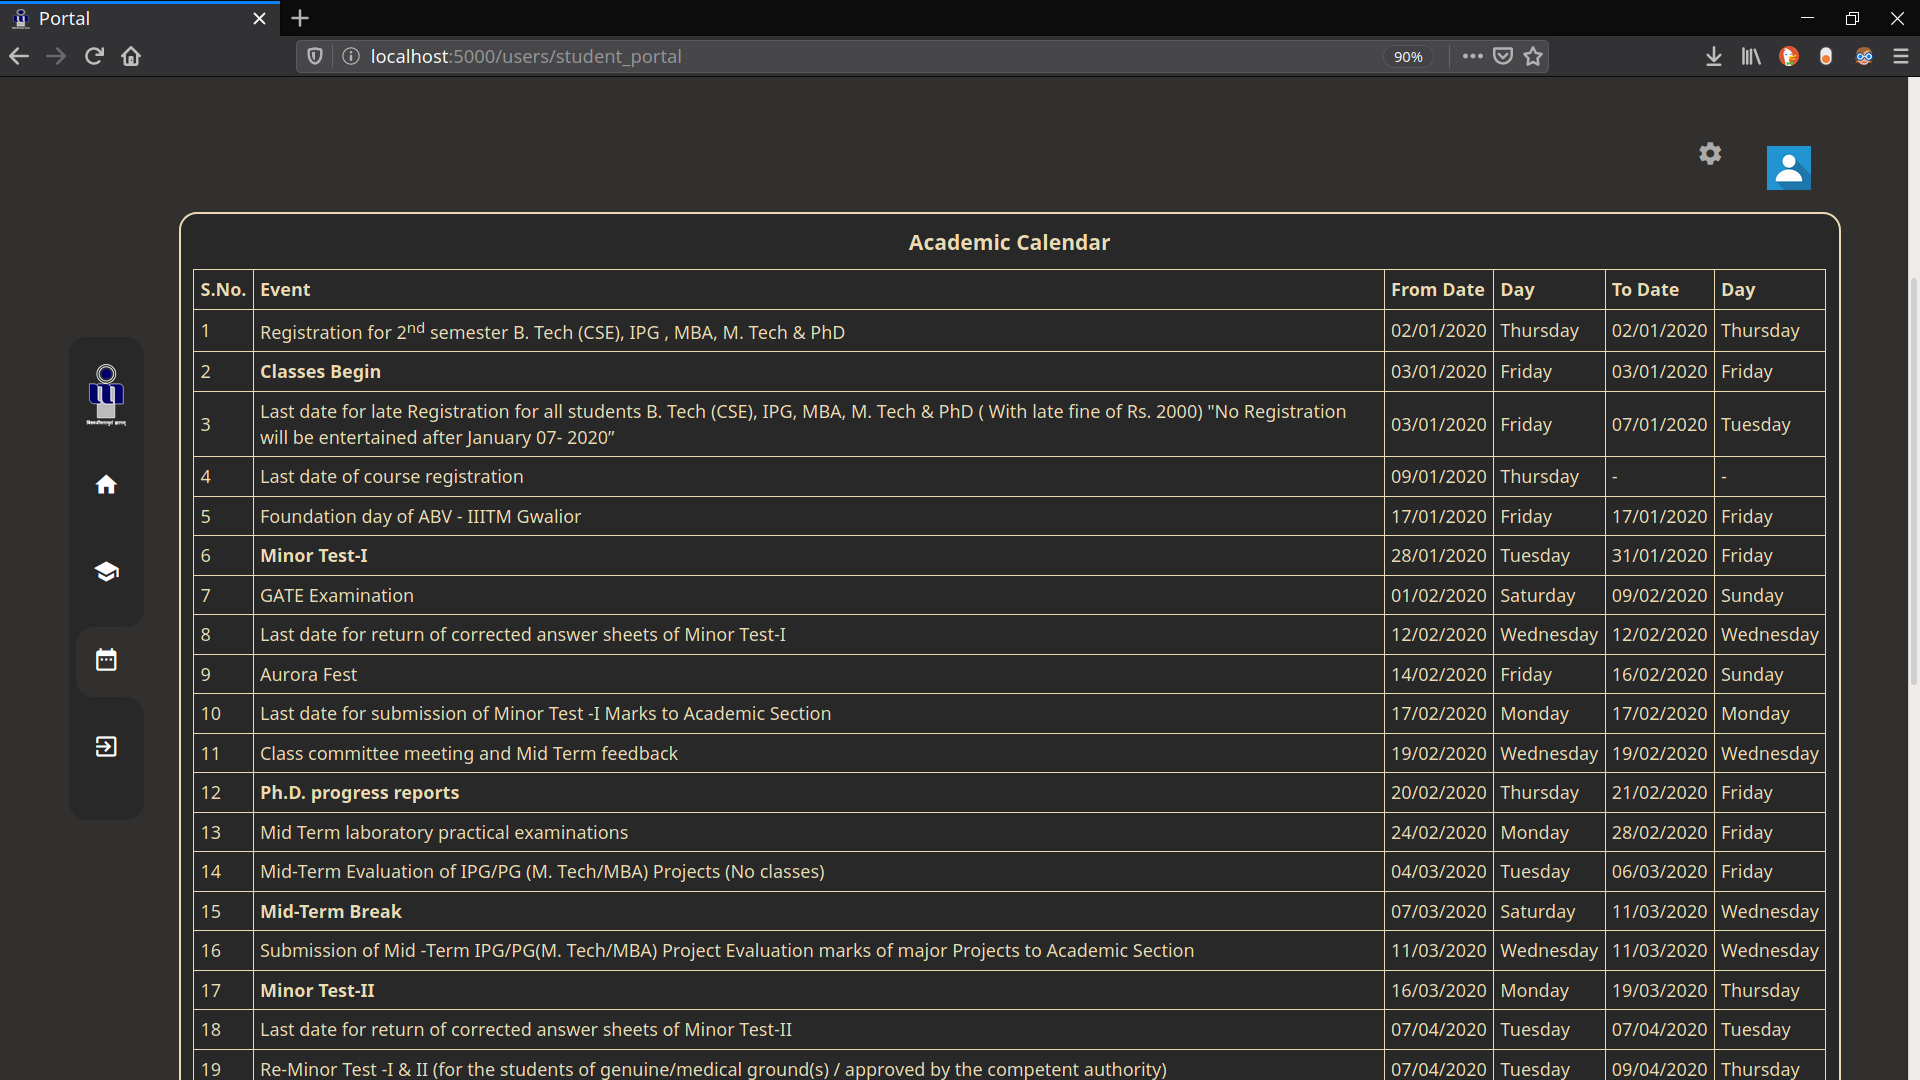 Portal
localhost:5000/users/student_portal
90%
Academic Calendar
S.No. Event From Date Day To Date Day
1 Registration for 2nd semester B. Tech (CSE), IPG , MBA, M. Tech & PhD 02/01/2020 Thursday 02/01/2020 Thursday
2 Classes Begin 03/01/2020 Friday 03/01/2020 Friday
3 Last date for late Registration for all students B. Tech (CSE), IPG, MBA, M. Tech & PhD ( With late fine of Rs. 2000) "No Registration
will be entertained after January 07- 2020” 03/01/2020 Friday 07/01/2020 Tuesday
4 Last date of course registration 09/01/2020 Thursday - -
5 Foundation day of ABV - IIITM Gwalior 17/01/2020 Friday 17/01/2020 Friday
6 Minor Test-I 28/01/2020 Tuesday 31/01/2020 Friday
7 GATE Examination 01/02/2020 Saturday 09/02/2020 Sunday
8 Last date for return of corrected answer sheets of Minor Test-I 12/02/2020 Wednesday 12/02/2020 Wednesday
9 Aurora Fest 14/02/2020 Friday 16/02/2020 Sunday
10 Last date for submission of Minor Test -I Marks to Academic Section 17/02/2020 Monday 17/02/2020 Monday
11 Class committee meeting and Mid Term feedback 19/02/2020 Wednesday 19/02/2020 Wednesday
12 Ph.D. progress reports 20/02/2020 Thursday 21/02/2020 Friday
13 Mid Term laboratory practical examinations 24/02/2020 Monday 28/02/2020 Friday
14 Mid-Term Evaluation of IPG/PG (M. Tech/MBA) Projects (No classes) 04/03/2020 Tuesday 06/03/2020 Friday
15 Mid-Term Break 07/03/2020 Saturday 11/03/2020 Wednesday
16 Submission of Mid -Term IPG/PG(M. Tech/MBA) Project Evaluation marks of major Projects to Academic Section 11/03/2020 Wednesday 11/03/2020 Wednesday
17 Minor Test-II 16/03/2020 Monday 19/03/2020 Thursday
18 Last date for return of corrected answer sheets of Minor Test-II 07/04/2020 Tuesday 07/04/2020 Tuesday
19 Re-Minor Test -I & II (for the students of genuine/medical ground(s) / approved by the competent authority) 07/04/2020 Tuesday 09/04/2020 Thursday